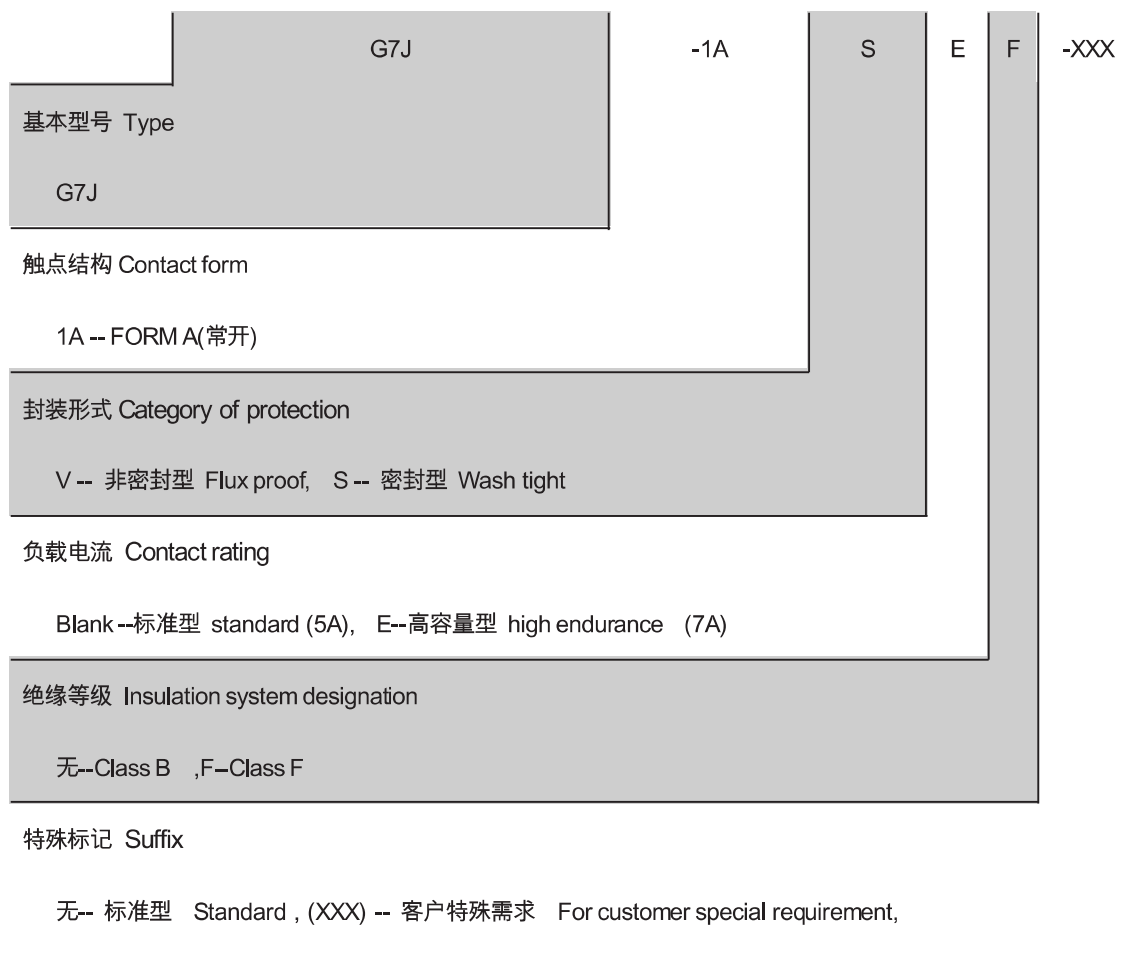 G7J -1A S E F -XXX
基本型号 Type
G7J
触点结构 Contact form
1A -- FORM A(常开)
封装形式 Category of protection
V -- 非密封型 Flux proof, S -- 密封型 Wash tight
负载电流 Contact rating
Blank --标准型 standard (5A), E--高容量型 high endurance (7A)
绝缘等级 Insulation system designation
无--Class B ,F–Class F
特殊标记 Suffix
无-- 标准型 Standard , (XXX) -- 客户特殊需求 For customer special requirement,